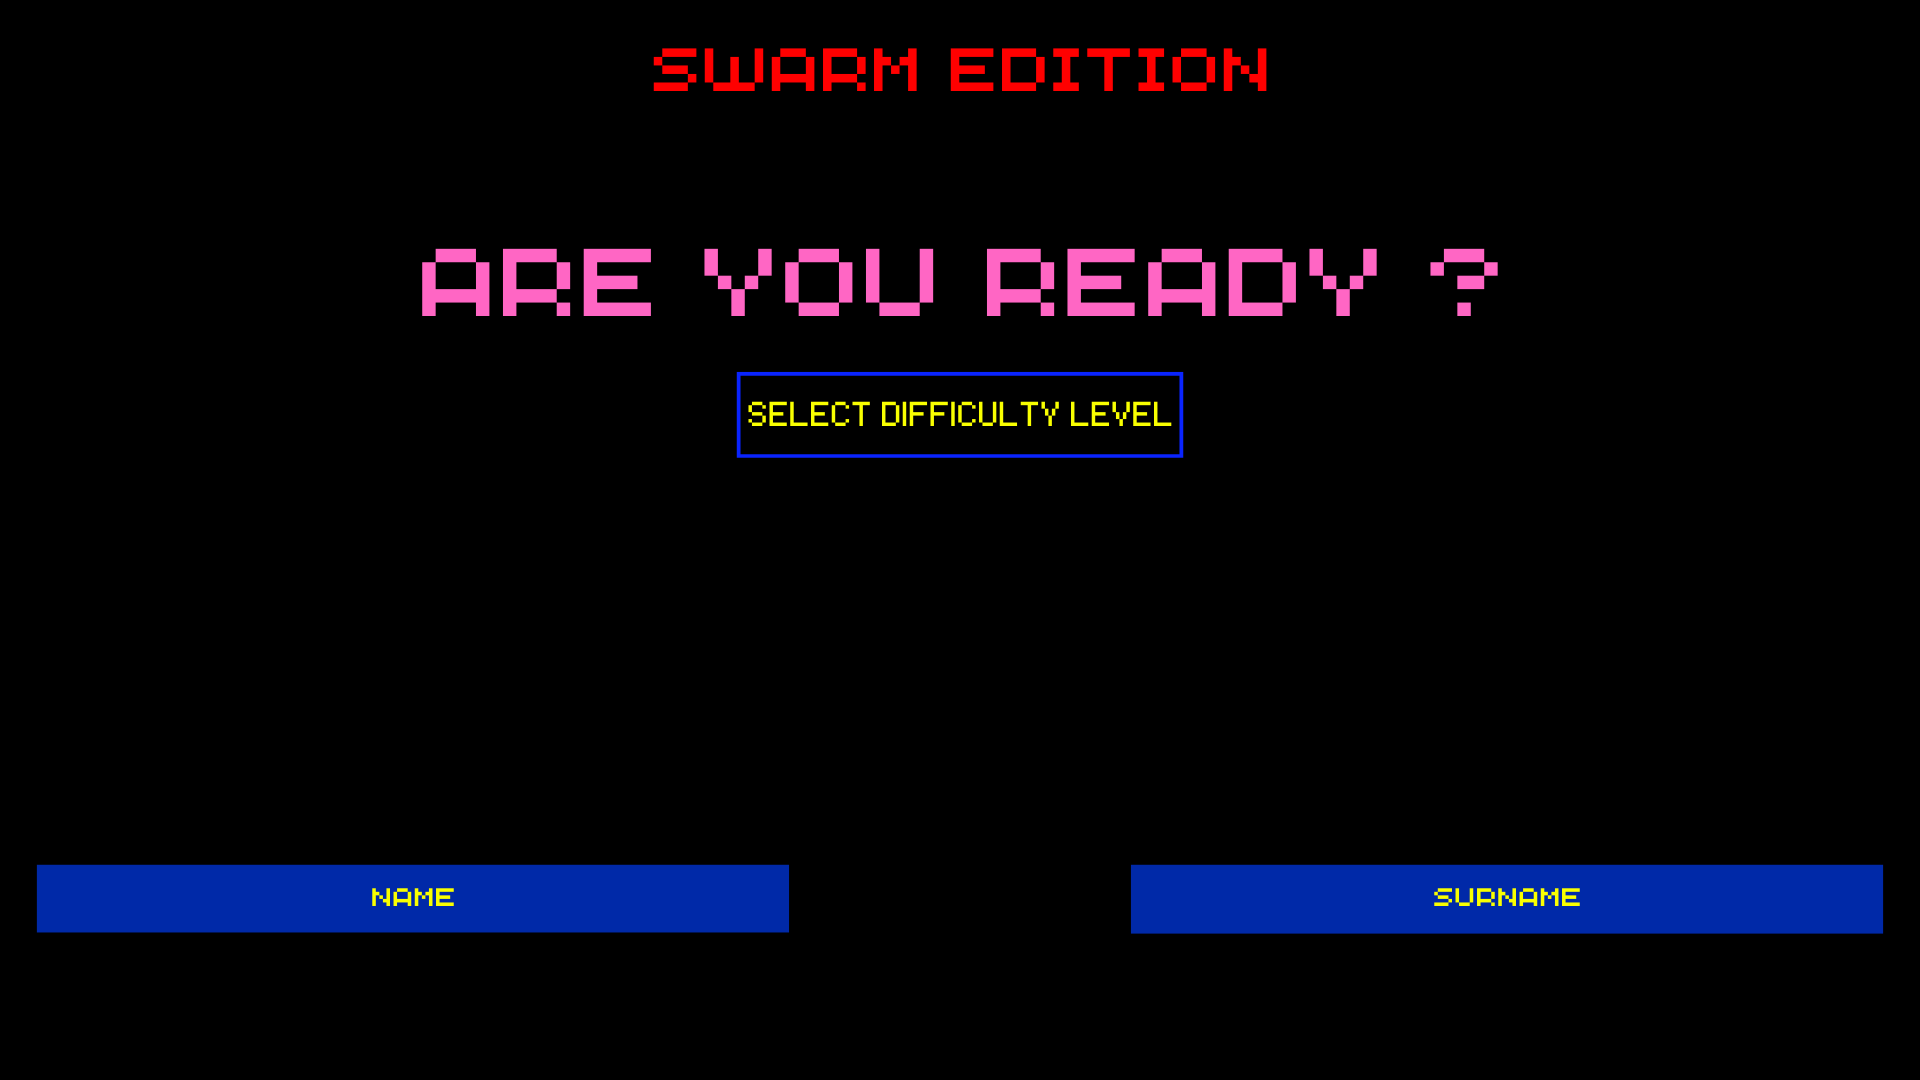 SWARM EDITION
ARE YOU READY ?
SELECT DIFFICULTY LEVEL
NAME
SURNAME